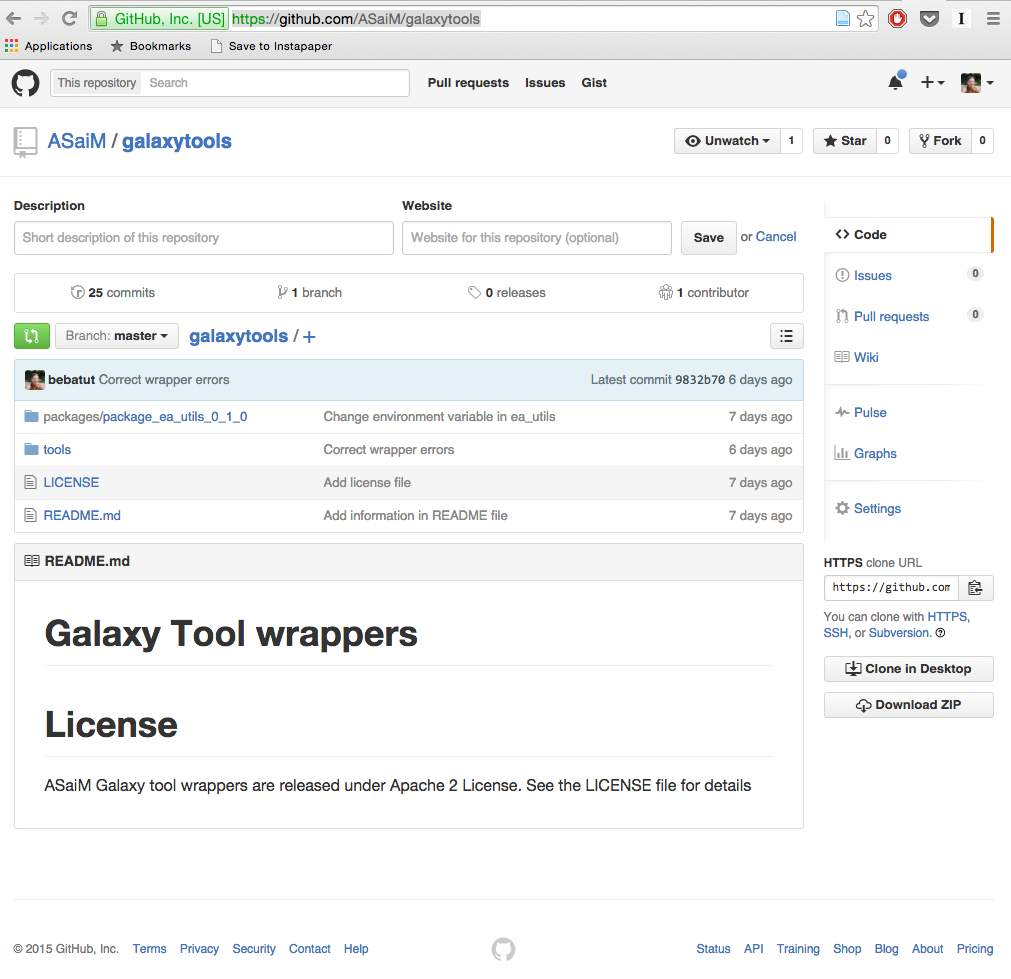 GitHub, Inc. [US] https://github.com/ASaiM/galaxytools
Applications Bookmarks Save to Instapaper
This repository Search Pull requests Issues Gist
ASaiM / galaxytools Unwatch 1 Star 0 Fork 0
Description Website
Short description of this repository Website for this repository (optional) Save or Cancel
25 commits 1 branch 0 releases 1 contributor
Branch: master galaxytools / +
bebatut Correct wrapper errors Latest commit 9832b70 6 days ago
packages/package_ea_utils_0_1_0 Change environment variable in ea_utils 7 days ago
tools Correct wrapper errors 6 days ago
LICENSE Add license file 7 days ago
README.md Add information in README file 7 days ago
README.md
Galaxy Tool wrappers
License
ASaiM Galaxy tool wrappers are released under Apache 2 License. See the LICENSE file for details
Code
Issues 0
Pull requests 0
Wiki
Pulse
Graphs
Settings
HTTPS clone URL
https://github.com
You can clone with HTTPS,
SSH, or Subversion.
Clone in Desktop
Download ZIP
© 2015 GitHub, Inc. Terms Privacy Security Contact Help Status API Training Shop Blog About Pricing